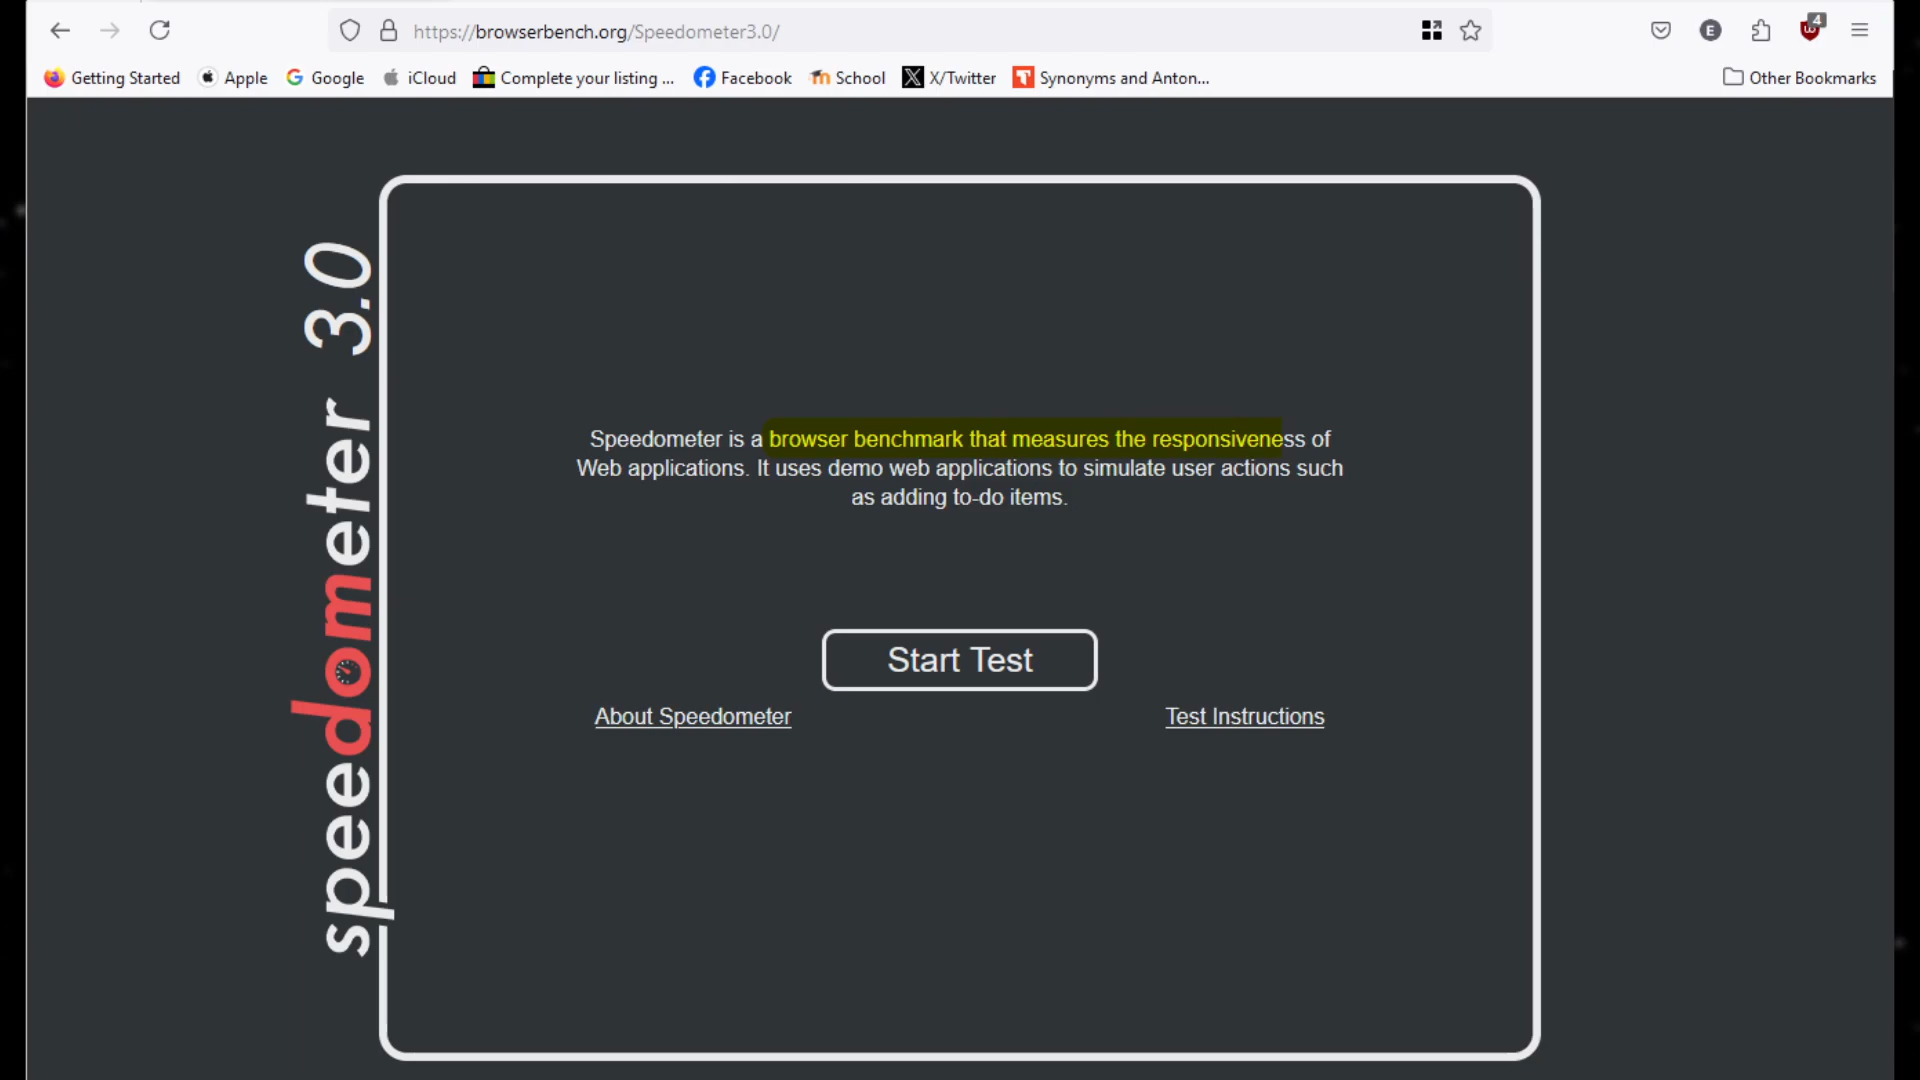 https://browserbench.org/Speedometer3.0/
E
4
Getting Started Apple Google iCloud Complete your listing ... Facebook School X/Twitter Synonyms and Anton... Other Bookmarks
speedometer 3.0
Speedometer is a browser benchmark that measures the responsiveness of
Web applications. It uses demo web applications to simulate user actions such
as adding to-do items.
Start Test
About Speedometer Test Instructions